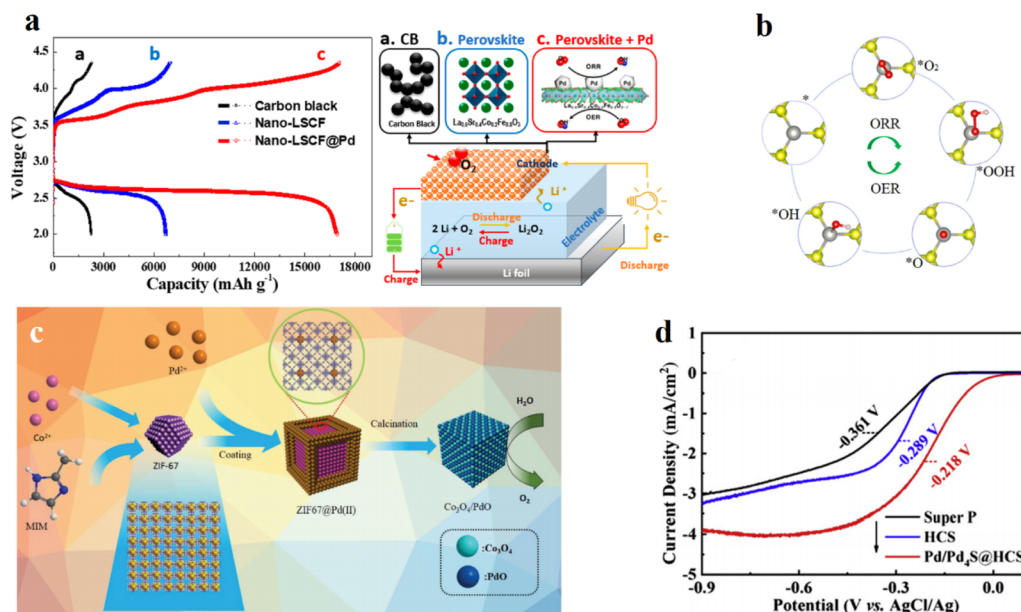 a
4.5
4.0
3.5
3.0
2.5
2.0
Voltage (V)
a
b
c
Carbon black
Nano-LSCF
Nano-LSCF@Pd
0
3000
6000
9000
12000
15000
18000
Capacity (mAh g⁻¹)
a. CB
Carbon Black
b. Perovskite
c. Perovskite + Pd
ORR
Pd
Pd
Pd
OER
O₂
Cathode
Li⁺
e-
Discharge
2 Li + O₂
Li₂O₂
Charge
Electrolyte
Li⁺
e-
Charge
Li foil
Discharge
b
*O₂
*
ORR
OER
*OOH
*OH
*O
c
Pd²⁺
Co²⁺
MIM
ZIF-67
Coating
ZIF67@Pd(II)
Calcination
H₂O
O₂
Co₃O₄/PdO
:Co₃O₄
:PdO
d
1
0
-1
-2
-3
-4
-5
Current Density (mA/cm²)
-0.361 V
-0.289 V
-0.218 V
Super P
HCS
Pd/Pd₄S@HCS
-0.9
-0.6
-0.3
0.0
Potential (V vs. AgCl/Ag)